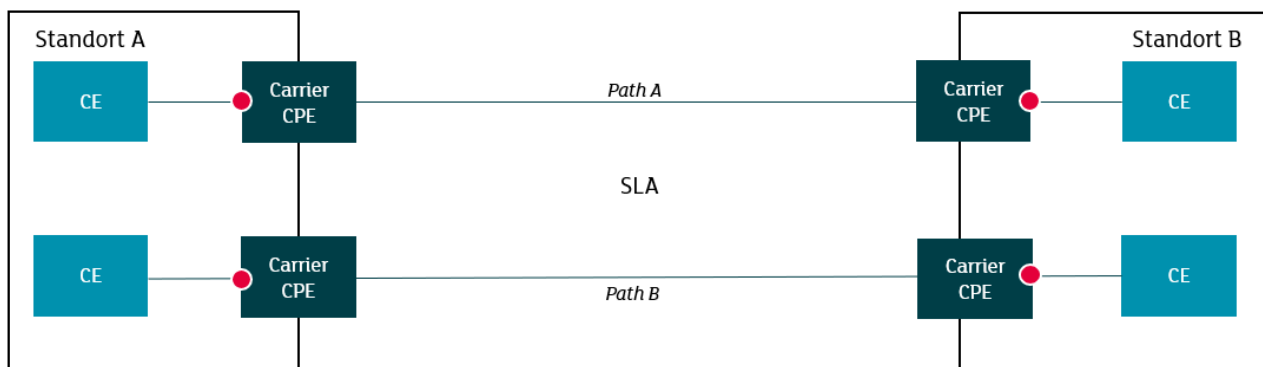 Standort A
Standort B
CE
Carrier
CPE
Path A
Carrier
CPE
CE
SLA
CE
Carrier
CPE
Path B
Carrier
CPE
CE